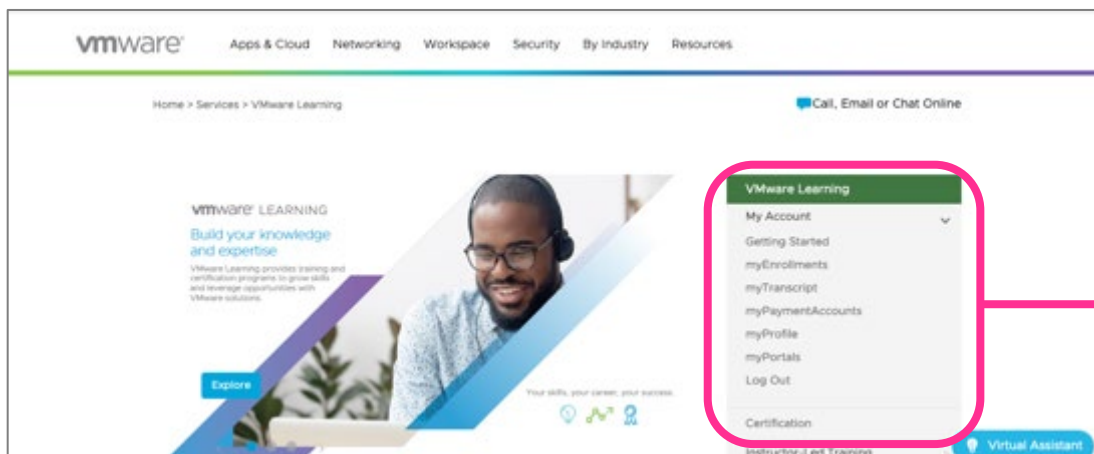 vmware®
Apps & Cloud Networking Workspace Security By Industry Resources
Home > Services > VMware Learning
Call, Email or Chat Online
vmware® LEARNING
Build your knowledge
and expertise
VMware Learning provides training and
certification programs to grow skills
and leverage opportunities with
VMware solutions.
Explore
Your skills, your career, your success.
VMware Learning
My Account
Getting Started
myEnrollments
myTranscript
myPaymentAccounts
myProfile
myPortals
Log Out
Certification
Instructor-Led Training
Virtual Assistant